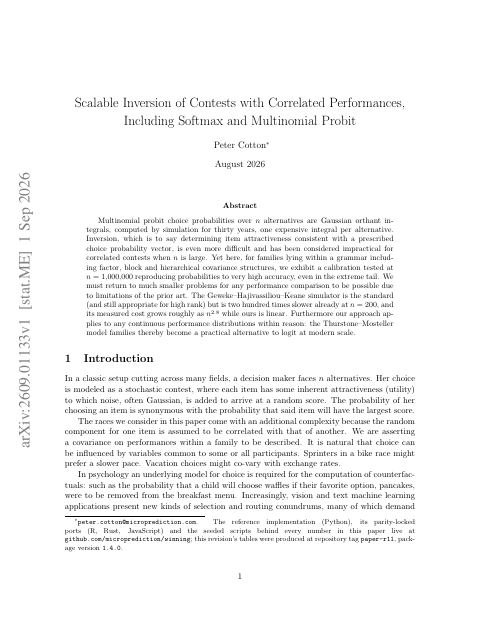 Scalable Inversion of Contests with Correlated Performances,
Including Softmax and Multinomial Probit
Peter Cotton*
August 2026
Abstract
Multinomial probit choice probabilities over n alternatives are Gaussian orthant in-
tegrals, computed by simulation for thirty years, one expensive integral per alternative.
Inversion, which is to say determining item attractiveness consistent with a prescribed
choice probability vector, is even more difficult and has been considered impractical for
correlated contests when n is large. Yet here, for families lying within a grammar includ-
ing factor, block and hierarchical covariance structures, we exhibit a calibration tested at
n = 1,000,000 reproducing probabilities to very high accuracy, even in the extreme tail. We
must return to much smaller problems for any performance comparison to be possible due
to limitations of the prior art. The Geweke–Hajivassiliou–Keane simulator is the standard
(and still appropriate for high rank) but is two hundred times slower already at n = 200, and
its measured cost grows roughly as n^2.8 while ours is linear. Furthermore our approach ap-
plies to any continuous performance distributions within reason: the Thurstone–Mosteller
model families thereby become a practical alternative to logit at modern scale.
1 Introduction
In a classic setup cutting across many fields, a decision maker faces n alternatives. Her choice
is modeled as a stochastic contest, where each item has some inherent attractiveness (utility)
to which noise, often Gaussian, is added to arrive at a random score. The probability of her
choosing an item is synonymous with the probability that said item will have the largest score.
The races we consider in this paper come with an additional complexity because the random
component for one item is assumed to be correlated with that of another. We are asserting
a covariance on performances within a family to be described. It is natural that choice can
be influenced by variables common to some or all participants. Sprinters in a bike race might
prefer a slower pace. Vacation choices might co-vary with exchange rates.
In psychology an underlying model for choice is required for the computation of counterfac-
tuals: such as the probability that a child will choose waffles if their favorite option, pancakes,
were to be removed from the breakfast menu. Increasingly, vision and text machine learning
applications present new kinds of selection and routing conundrums, many of which demand
*peter.cotton@microprediction.com. The reference implementation (Python), its parity-locked
ports (R, Rust, JavaScript) and the seeded scripts behind every number in this paper live at
github.com/microprediction/winning; this revision's tables were produced at repository tag paper-r11, pack-
age version 1.4.0.
1
arXiv:2609.01133v1 [stat.ME] 1 Sep 2026